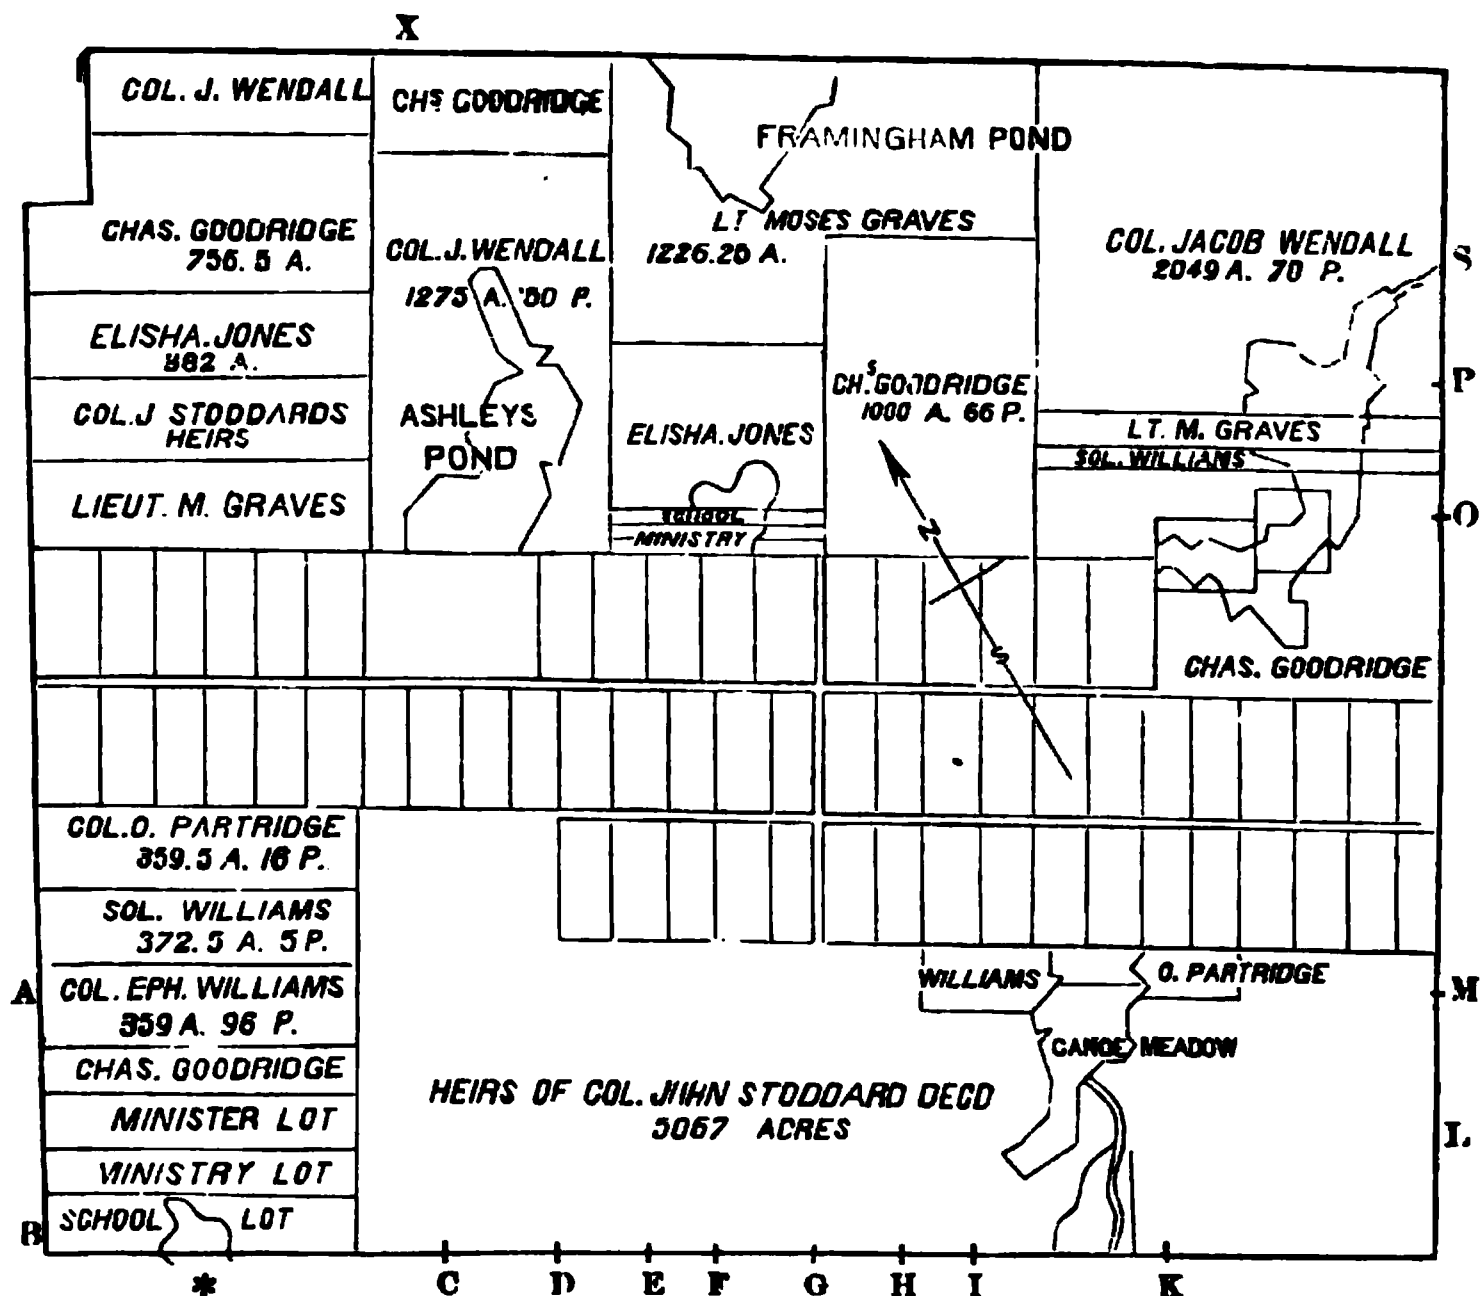 X
COL. J. WENDALL
CHS. GOODRIDGE
FRAMINGHAM POND
CHAS. GOODRIDGE
756.5 A.
COL. J. WENDALL
1275 A. 80 P.
LT MOSES GRAVES
1226.25 A.
COL. JACOB WENDALL
2049 A. 70 P.
S
ELISHA. JONES
882 A.
CHS. GOODRIDGE
1000 A. 66 P.
P
COL. J STODDARDS
HEIRS
ASHLEYS
POND
ELISHA. JONES
LT. M. GRAVES
SOL. WILLIAMS
LIEUT. M. GRAVES
SCHOOL
MINISTRY
O
N
S
CHAS. GOODRIDGE
COL. O. PARTRIDGE
359.5 A. 16 P.
SOL. WILLIAMS
372.5 A. 5 P.
A
COL. EPH. WILLIAMS
359 A. 96 P.
WILLIAMS
O. PARTRIDGE
M
CHAS. GOODRIDGE
CANOE MEADOW
MINISTER LOT
HEIRS OF COL. JOHN STODDARD DECD
5067 ACRES
L
MINISTRY LOT
B
SCHOOL LOT
* C D E F G H I K